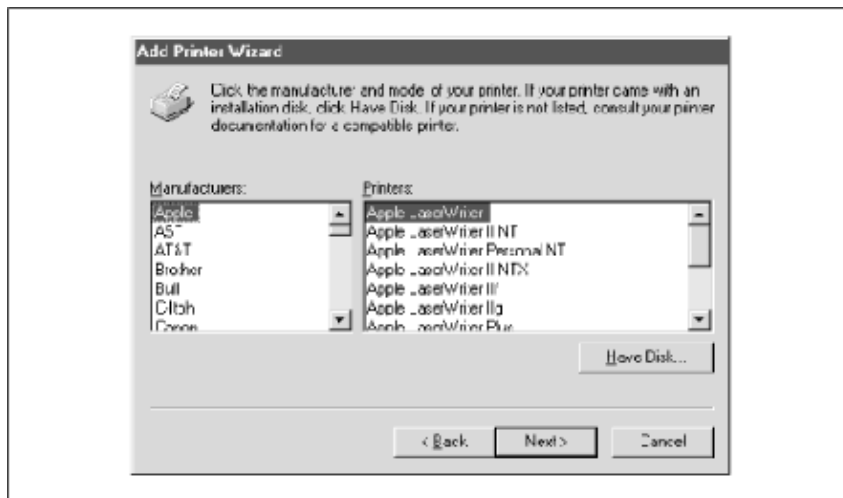 Add Printer Wizard
Click the manufacturer and model of your printer. If your printer came with an
installation disk, click Have Disk. If your printer is not listed, consult your printer
documentation for a compatible printer.
Manufacturers:
Apple
AST
AT&T
Brother
Bull
C-Itoh
Canon
Printers:
Apple LaserWriter
Apple LaserWriter II NT
Apple LaserWriter Personal NT
Apple LaserWriter II NTX
Apple LaserWriter IIf
Apple LaserWriter IIg
Apple LaserWriter Plus
Have Disk...
< Back
Next >
Cancel